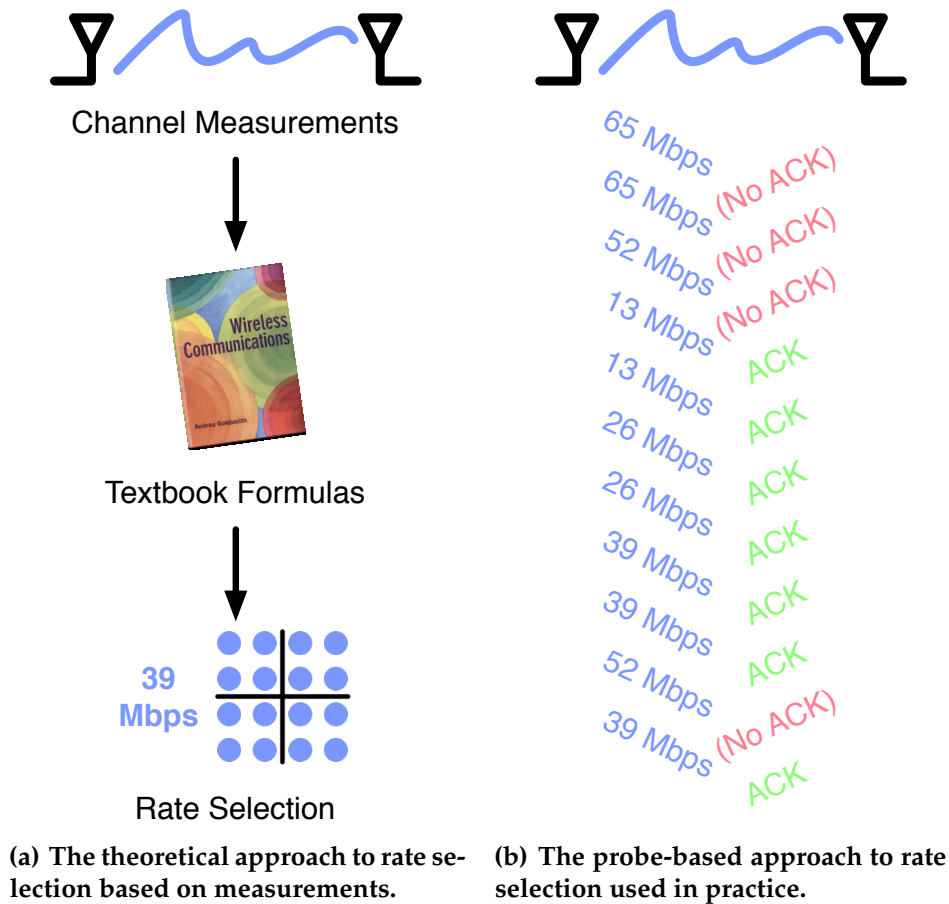 Channel Measurements
Wireless
Communications
Andrea Goldsmith
Textbook Formulas
39
Mbps
Rate Selection
(a) The theoretical approach to rate se-
lection based on measurements.
65 Mbps
(No ACK)
65 Mbps
(No ACK)
52 Mbps
(No ACK)
13 Mbps
ACK
13 Mbps
ACK
26 Mbps
ACK
26 Mbps
ACK
39 Mbps
ACK
39 Mbps
ACK
52 Mbps
(No ACK)
39 Mbps
ACK
(b) The probe-based approach to rate
selection used in practice.